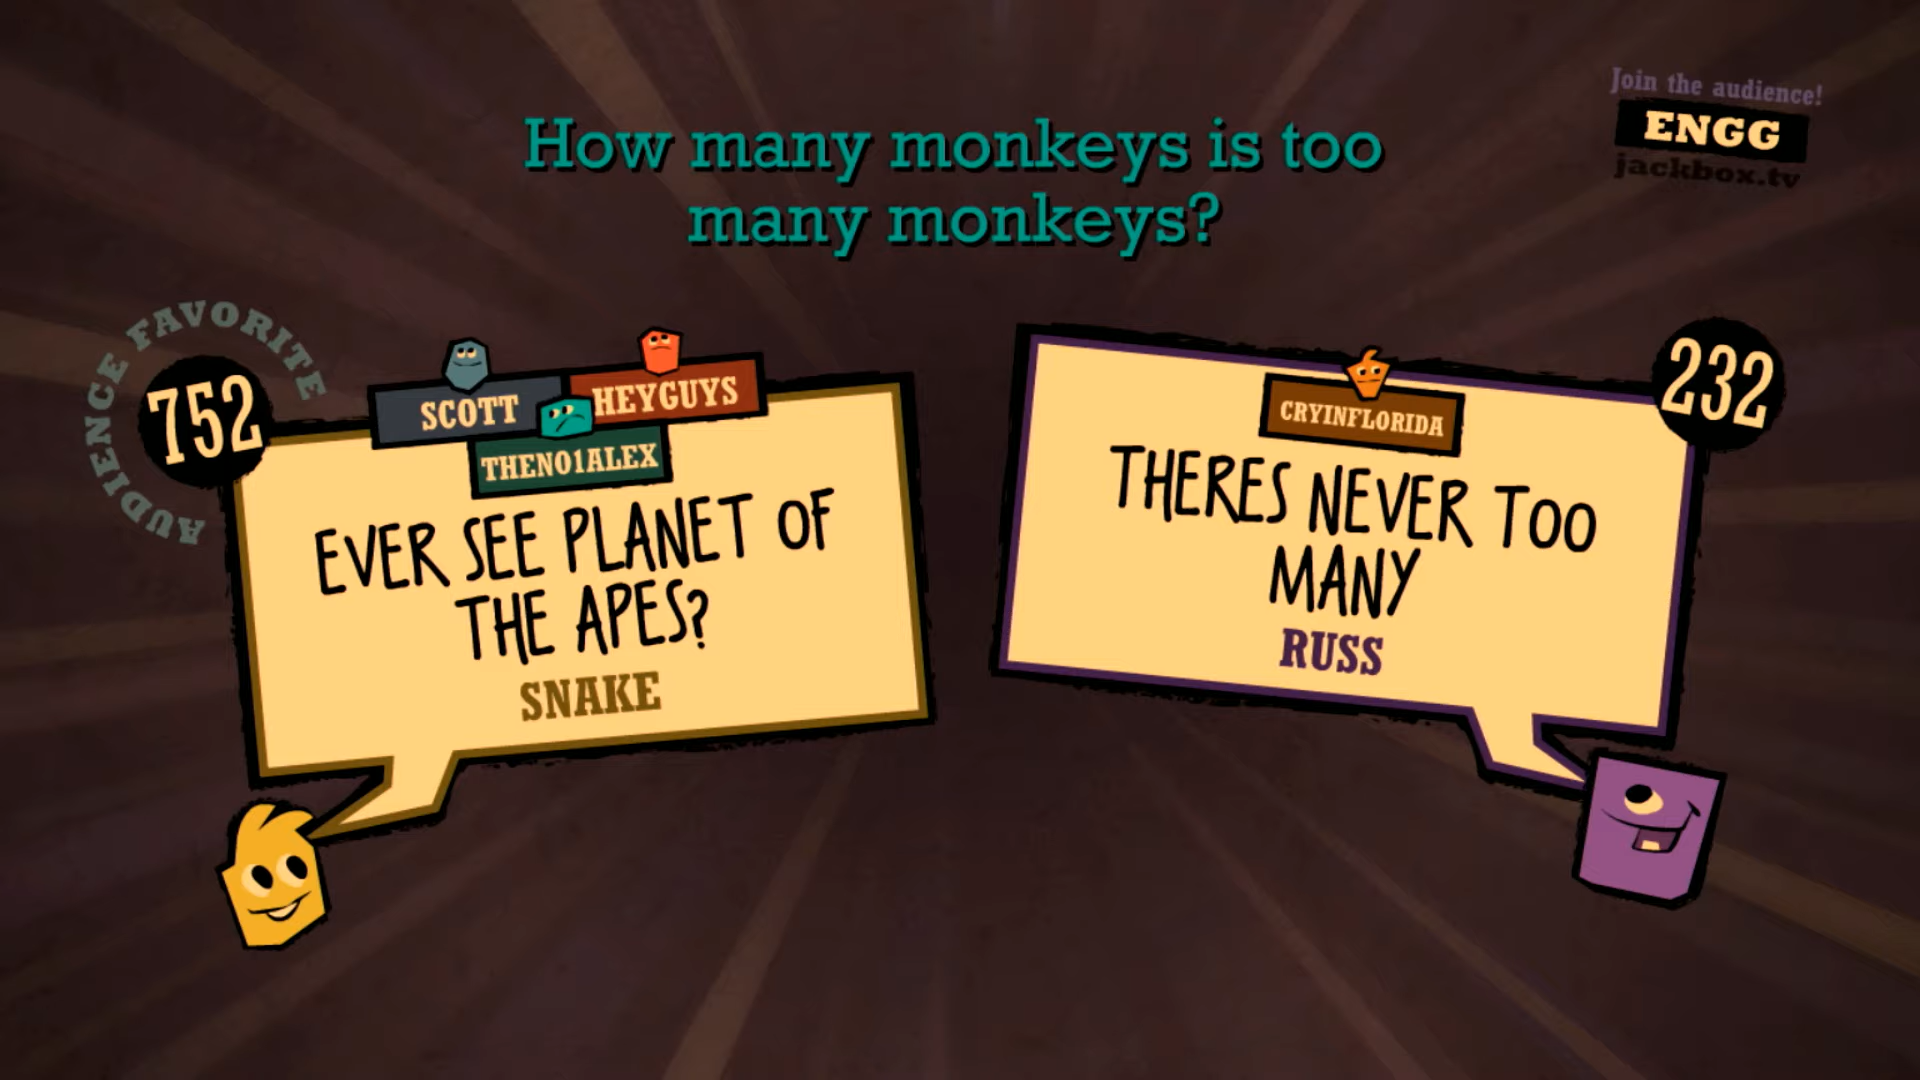 Join the audience!
ENGG
jackbox.tv
How many monkeys is too
many monkeys?
AUDIENCE FAVORITE
752
SCOTT
HEYGUYS
THENO1ALEX
EVER SEE PLANET OF
THE APES?
SNAKE
232
CRYINFLORIDA
THERES NEVER TOO
MANY
RUSS